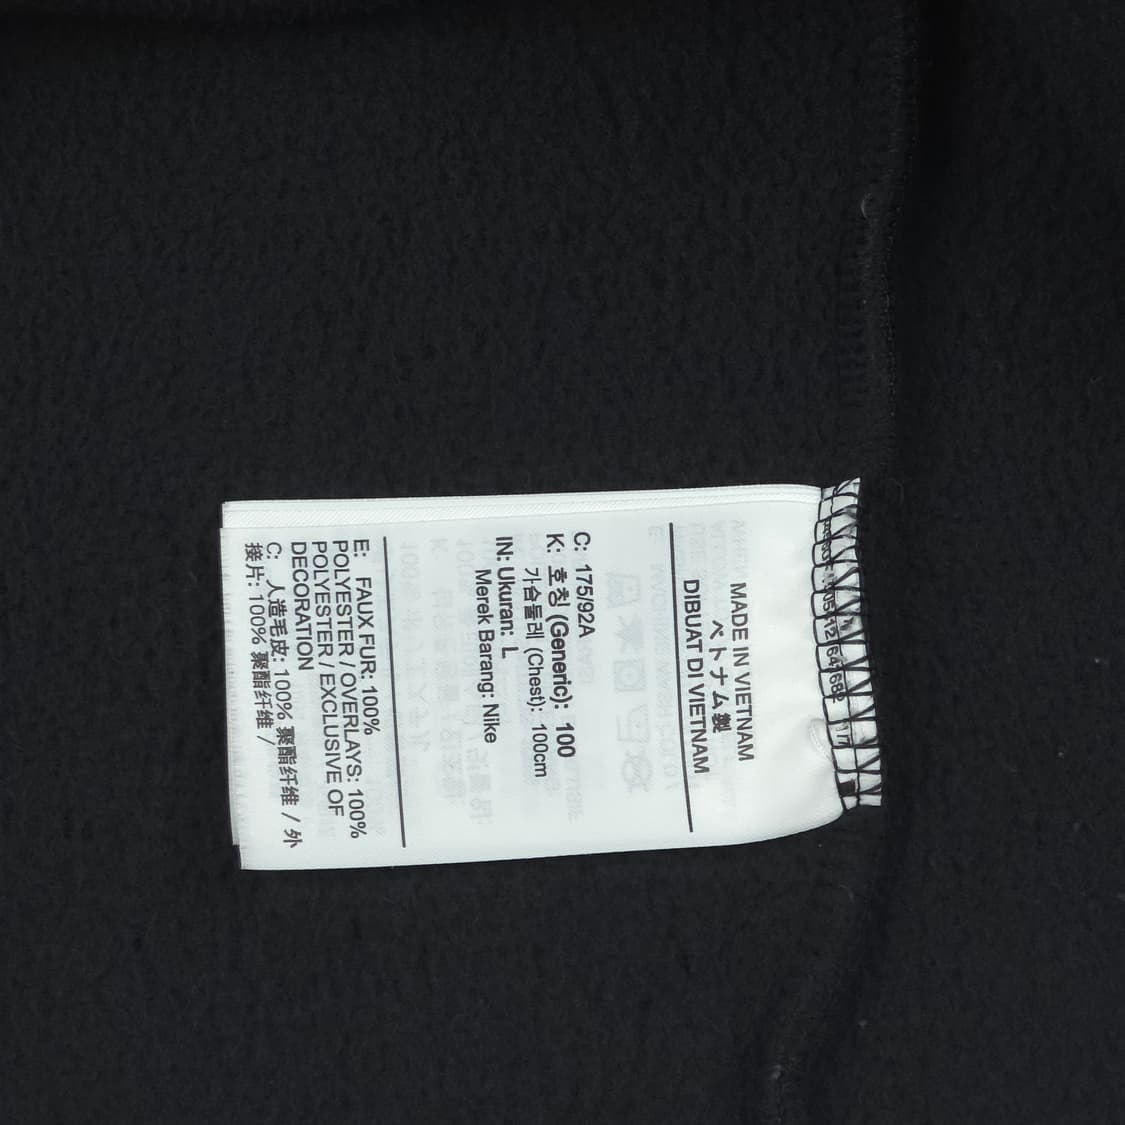 MADE IN VIETNAM
ベトナム製
DIBUAT DI VIETNAM
C: 175/92A
K: 호칭 (Generic): 100
가슴둘레 (Chest): 100cm
IN: Ukuran: L
Merek Barang: Nike
E: FAUX FUR: 100%
POLYESTER / OVERLAYS: 100%
POLYESTER / EXCLUSIVE OF
DECORATION
C: 人造毛皮: 100% 聚酯纤维 / 外
接片: 100% 聚酯纤维 /